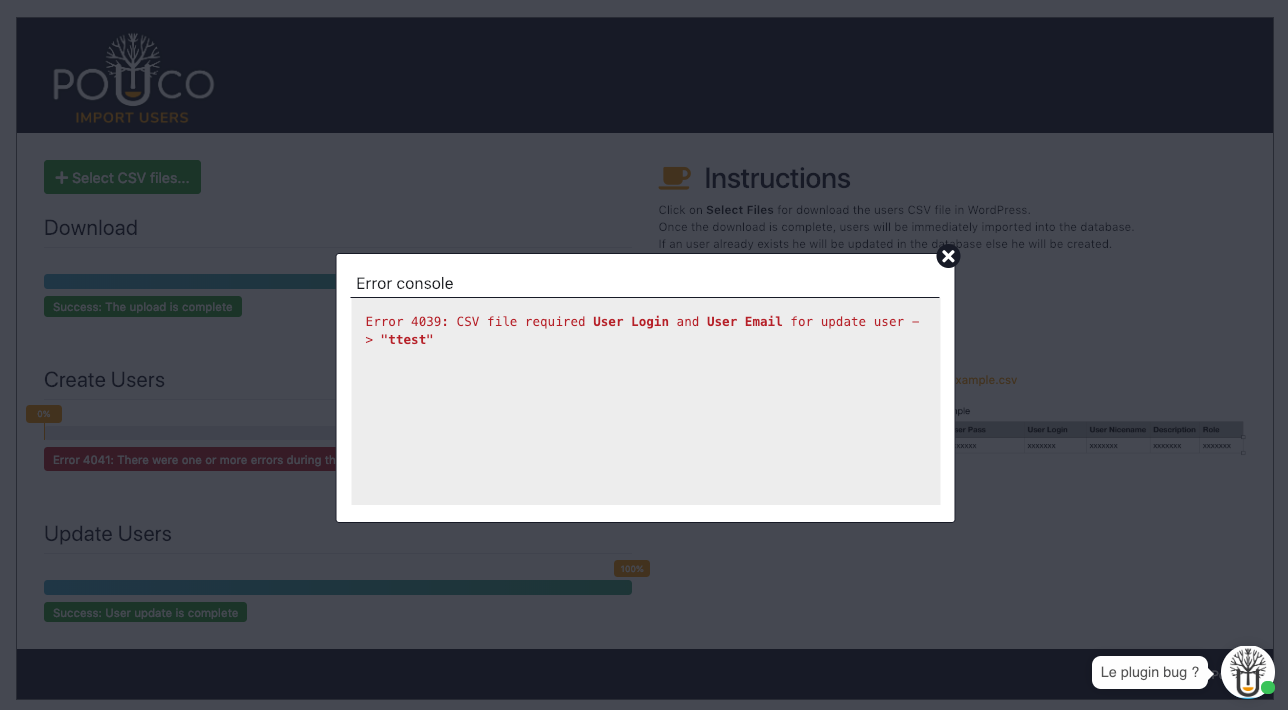 POUCO
IMPORT USERS
Select CSV files...
Download
Success: The upload is complete
Create Users
0%
Error 4041: There were one or more errors during th
Update Users
100%
Success: User update is complete
Instructions
Click on Select Files for download the users CSV file in WordPress.
Once the download is complete, users will be immediately imported into the database.
If an user already exists he will be updated in the database else he will be created.
Error console
Error 4039: CSV file required User Login and User Email for update user -
> "ttest"
xample.csv
ple
er Pass User Login User Nicename Description Role
xxxxx xxxxxxx xxxxxxx xxxxxxx xxxxxxx
Le plugin bug ?